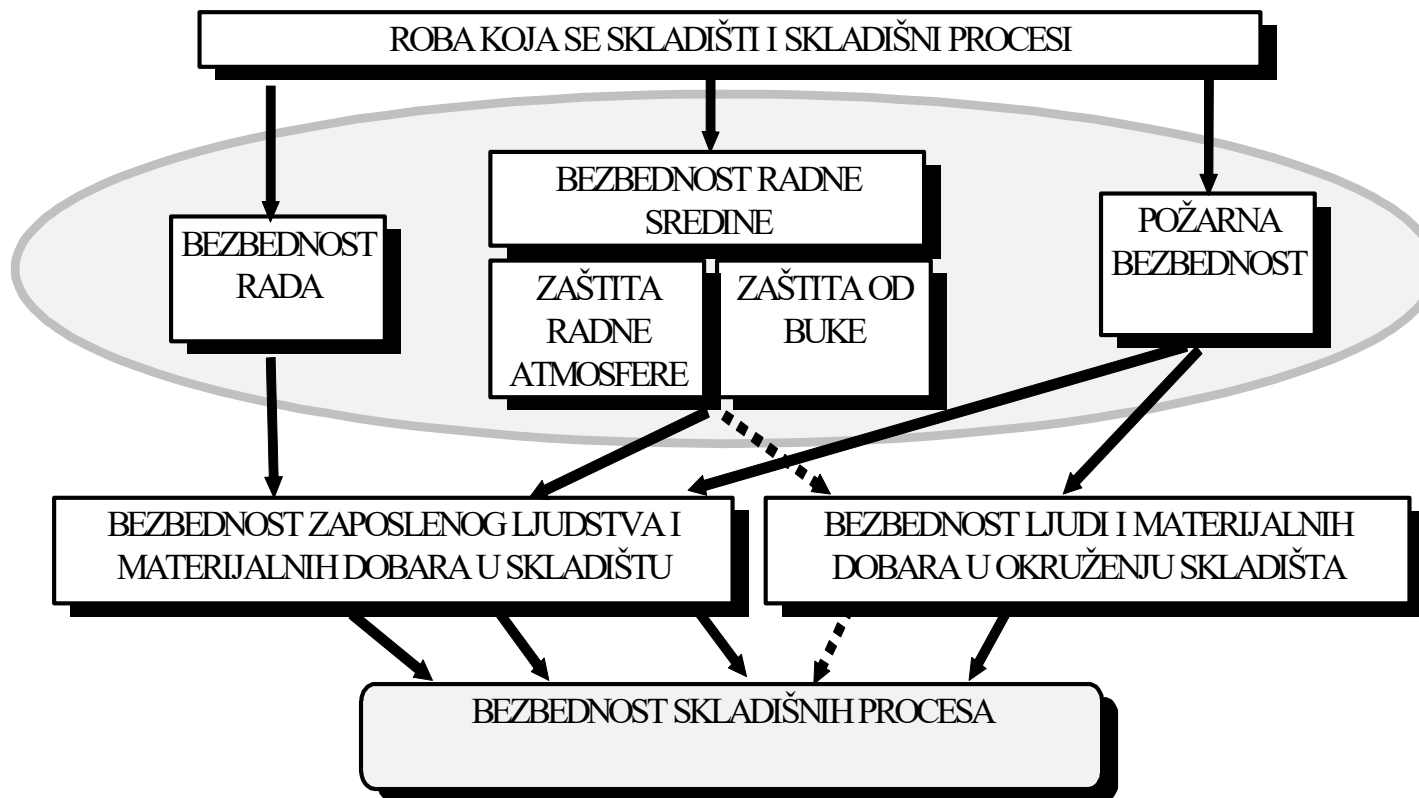 ROBA KOJA SE SKLADIŠTI I SKLADIŠNI PROCESI
BEZBEDNOST RADNE
SREDINE
BEZBEDNOST
RADA
POŽARNA
BEZBEDNOST
ZAŠTITA
RADNE
ATMOSFERE
ZAŠTITA OD
BUKE
BEZBEDNOST ZAPOSLENOG LJUDSTVA I
MATERIJALNIH DOBARA U SKLADIŠTU
BEZBEDNOST LJUDI I MATERIJALNIH
DOBARA U OKRUŽENJU SKLADIŠTA
BEZBEDNOST SKLADIŠNIH PROCESA